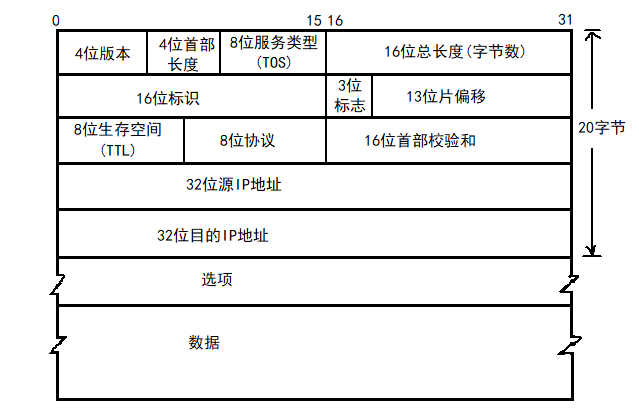 0 15 16 31
4位版本
4位首部
长度
8位服务类型
(TOS)
16位总长度(字节数)
16位标识
3位
标志
13位片偏移
20字节
8位生存空间
(TTL)
8位协议
16位首部校验和
32位源IP地址
32位目的IP地址
选项
数据